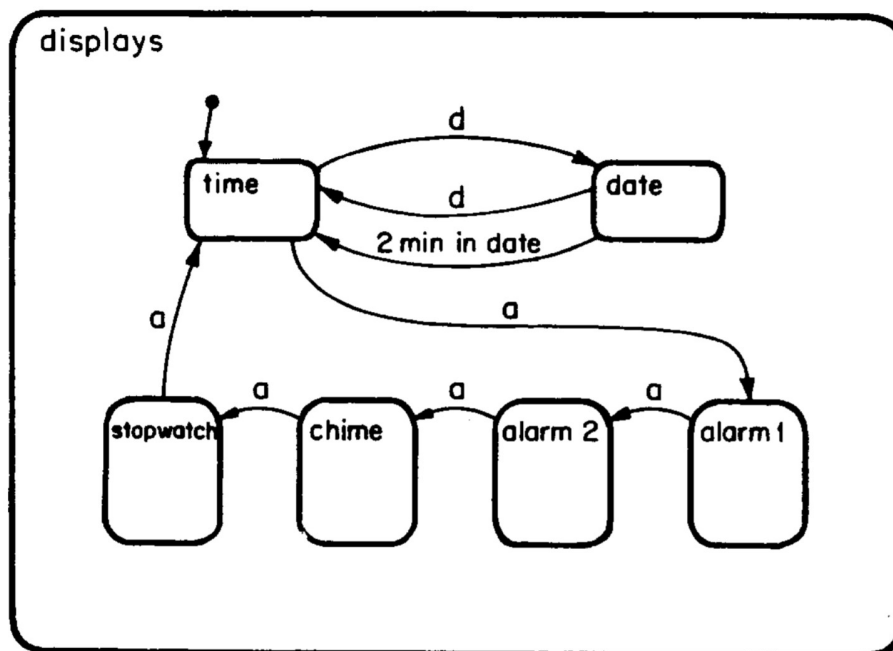 displays
d
time
date
d
2 min in date
a
a
a
a
a
stopwatch
chime
alarm 2
alarm 1